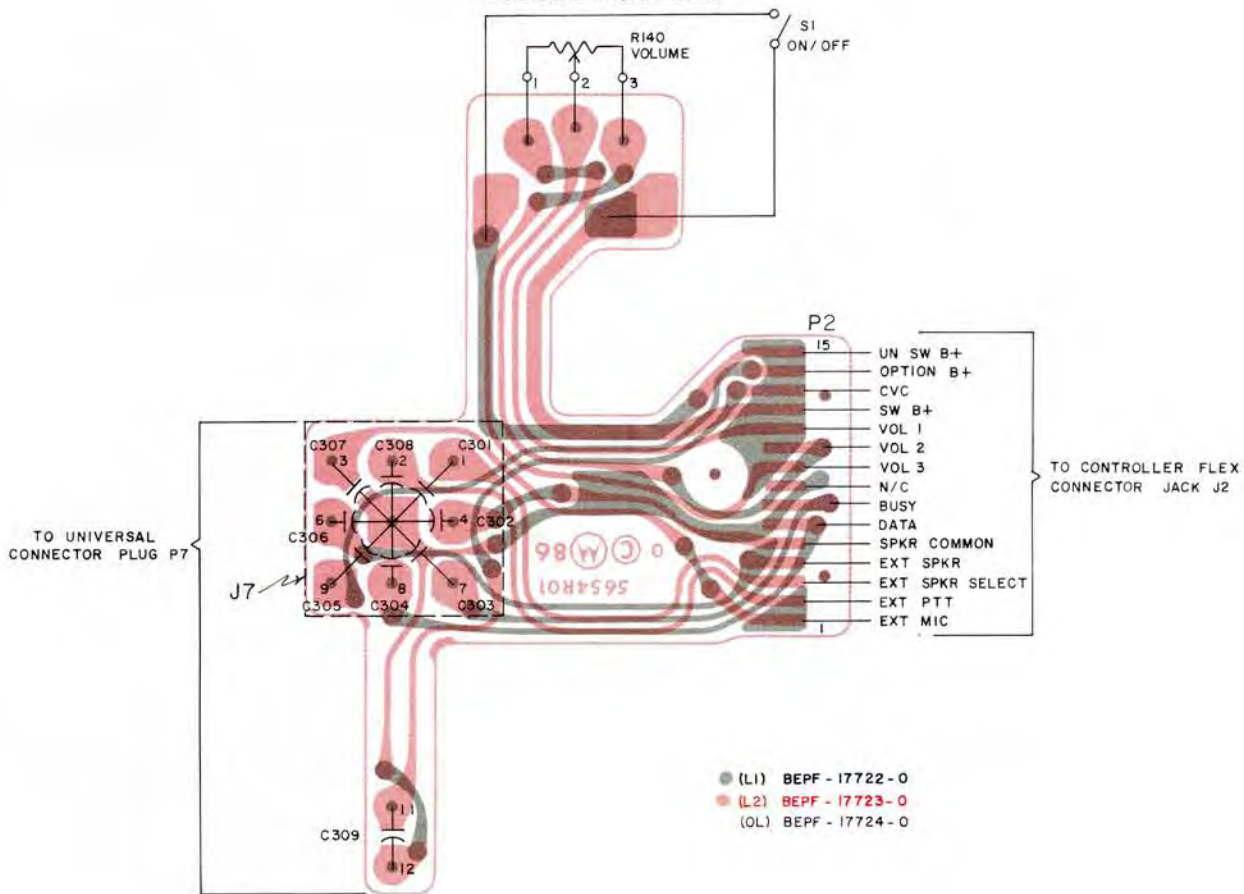 S1
ON/OFF
R140
VOLUME
1
2
3
P2
15
UN SW B+
OPTION B+
CVC
SW B+
VOL 1
VOL 2
VOL 3
N/C
BUSY
DATA
SPKR COMMON
EXT SPKR
EXT SPKR SELECT
EXT PTT
EXT MIC
1
TO CONTROLLER FLEX
CONNECTOR JACK J2
C307
C308
C301
3
2
1
6
4
C302
C306
9
8
7
C305
C304
C303
J7
TO UNIVERSAL
CONNECTOR PLUG P7
O C M 86
5654R01
11
C309
12
(L1) BEPF-17722-0
(L2) BEPF-17723-0
(OL) BEPF-17724-0